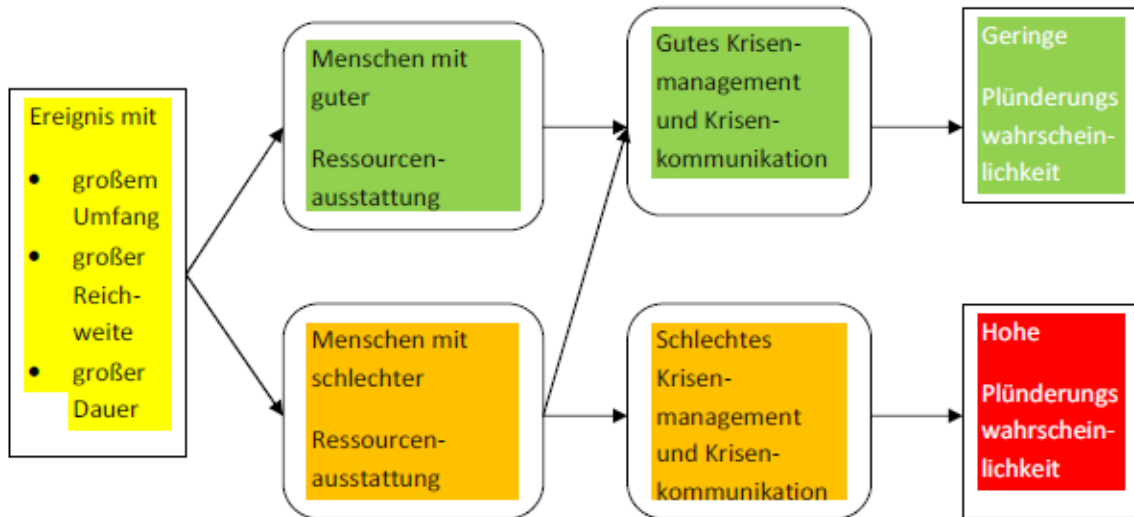 Ereignis mit
• großem
Umfang
• großer
Reich-
weite
• großer
Dauer
Menschen mit
guter
Ressourcen-
ausstattung
Menschen mit
schlechter
Ressourcen-
ausstattung
Gutes Krisen-
management
und Krisen-
kommunikation
Schlechtes
Krisen-
management
und Krisen-
kommunikation
Geringe
Plünderungs
wahrschein-
lichkeit
Hohe
Plünderungs
wahrschein-
lichkeit